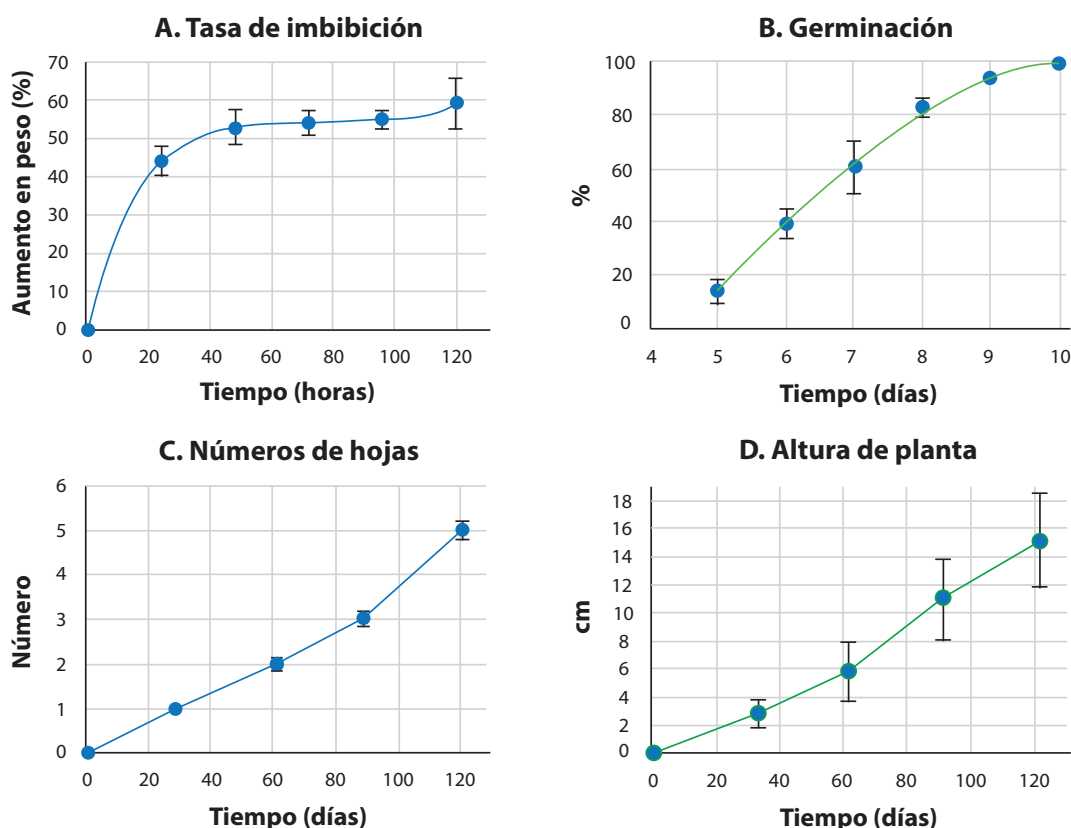 A. Tasa de imbibición
Aumento en peso (%)
70
60
50
40
30
20
10
0
0 20 40 60 80 100 120
Tiempo (horas)
B. Germinación
%
100
80
60
40
20
0
4 5 6 7 8 9 10
Tiempo (días)
C. Números de hojas
Número
6
5
4
3
2
1
0
0 20 40 60 80 100 120
Tiempo (días)
D. Altura de planta
cm
18
16
14
12
10
8
6
4
2
0
0 20 40 60 80 100 120
Tiempo (días)